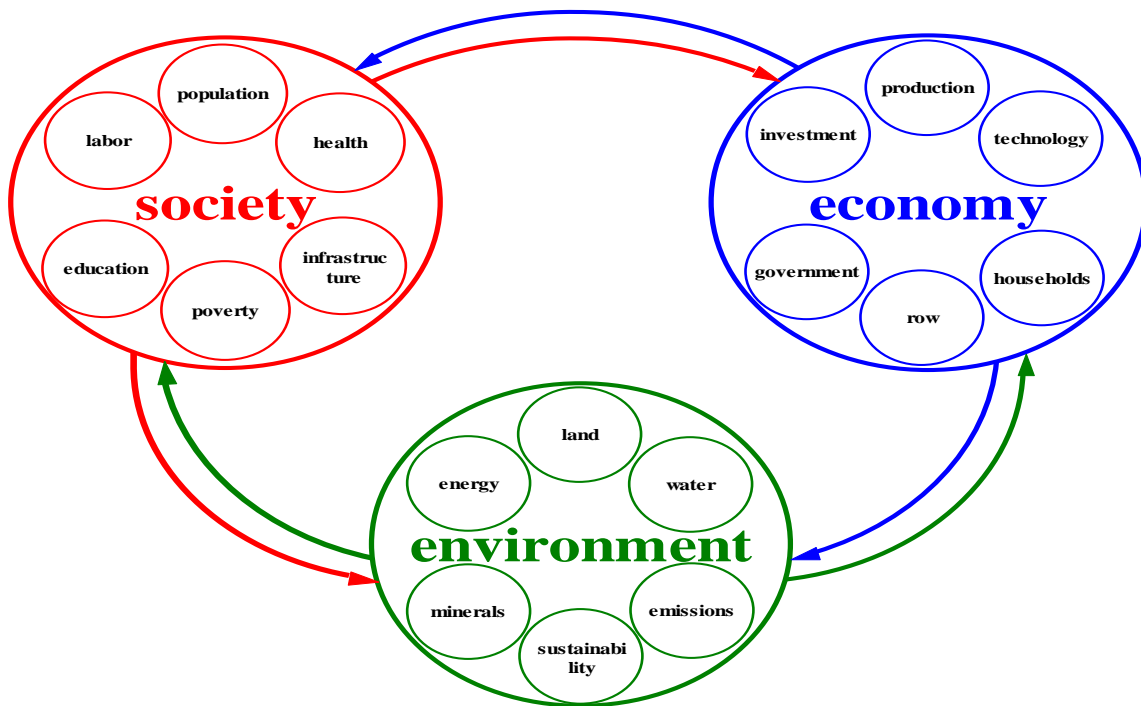 population
labor
health
society
education
infrastruc
ture
poverty
production
investment
technology
economy
government
households
row
land
energy
water
environment
minerals
emissions
sustainabi
lity